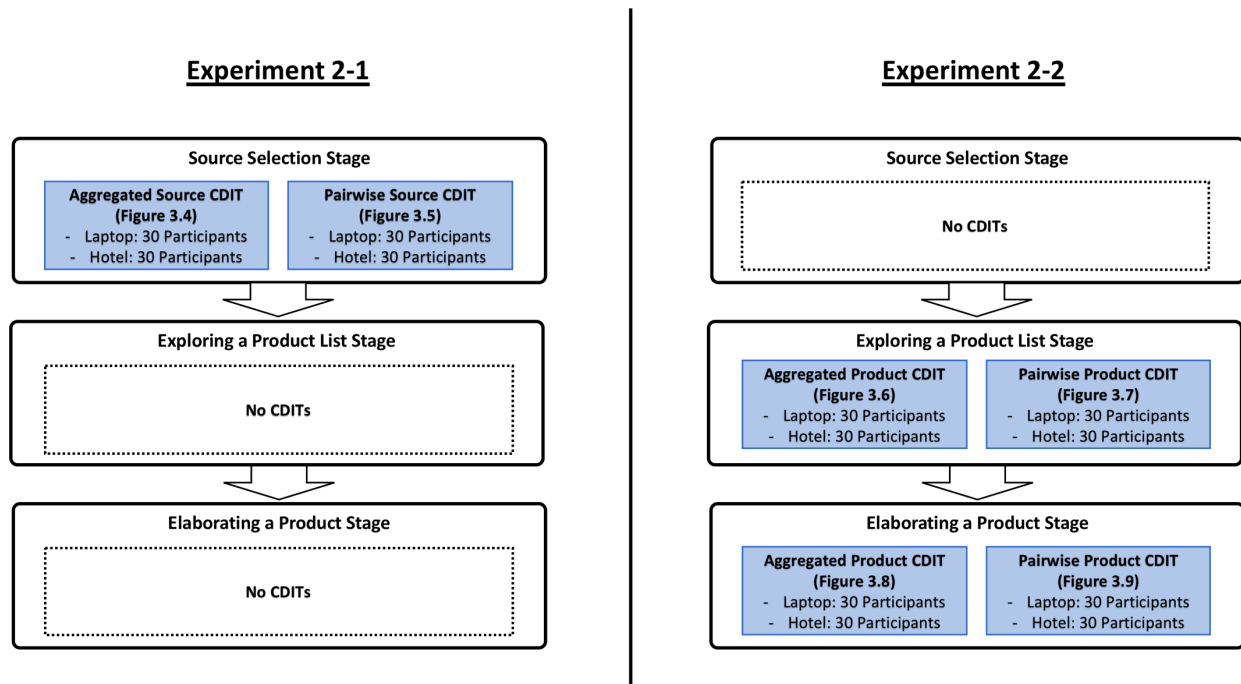 Experiment 2-1
Source Selection Stage
Aggregated Source CDIT
(Figure 3.4)
- Laptop: 30 Participants
- Hotel: 30 Participants
Pairwise Source CDIT
(Figure 3.5)
- Laptop: 30 Participants
- Hotel: 30 Participants
Exploring a Product List Stage
No CDITs
Elaborating a Product Stage
No CDITs
Experiment 2-2
Source Selection Stage
No CDITs
Exploring a Product List Stage
Aggregated Product CDIT
(Figure 3.6)
- Laptop: 30 Participants
- Hotel: 30 Participants
Pairwise Product CDIT
(Figure 3.7)
- Laptop: 30 Participants
- Hotel: 30 Participants
Elaborating a Product Stage
Aggregated Product CDIT
(Figure 3.8)
- Laptop: 30 Participants
- Hotel: 30 Participants
Pairwise Product CDIT
(Figure 3.9)
- Laptop: 30 Participants
- Hotel: 30 Participants